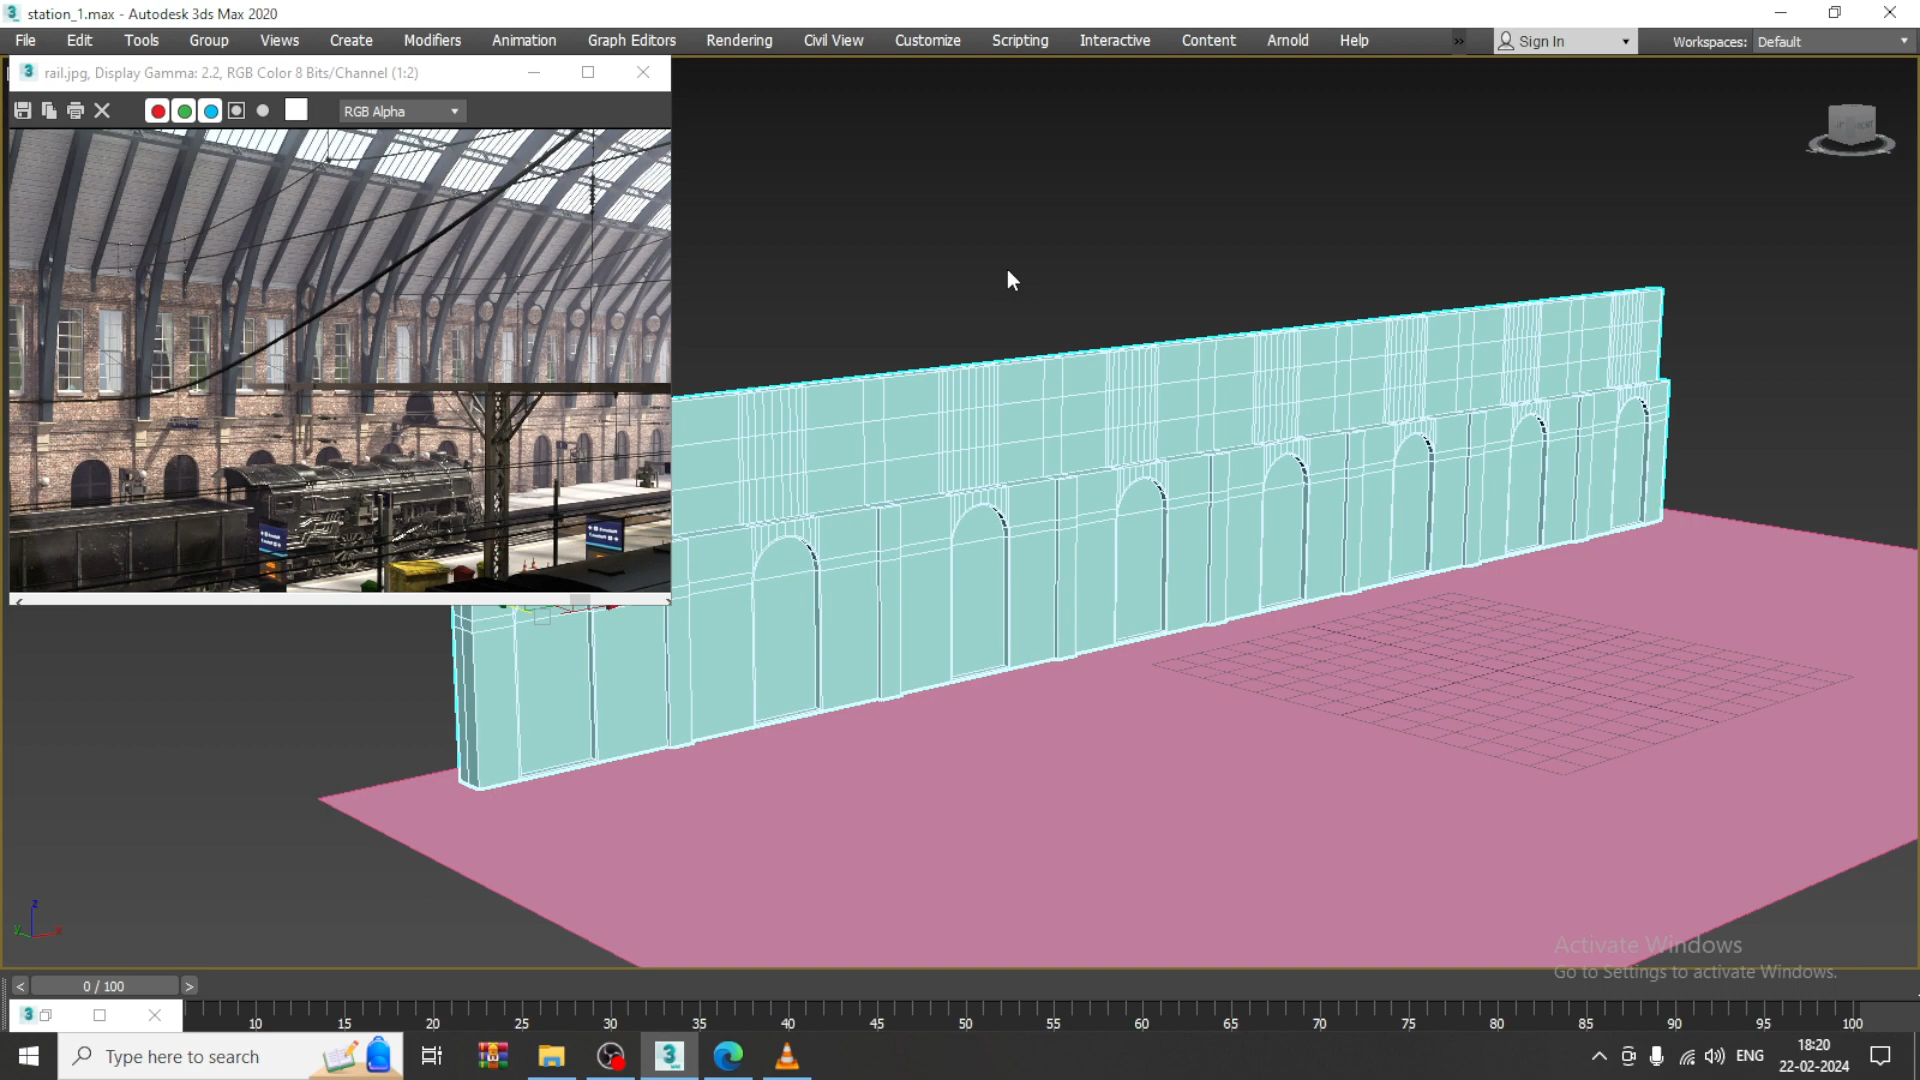 station_1.max - Autodesk 3ds Max 2020
File Edit Tools Group Views Create Modifiers Animation Graph Editors Rendering Civil View Customize Scripting Interactive Content Arnold Help » Sign In Workspaces: Default
rail.jpg, Display Gamma: 2.2, RGB Color 8 Bits/Channel (1:2)
RGB Alpha
z
y x
Activate Windows
Go to Settings to activate Windows.
< 0 / 100 >
10 15 20 25 30 35 40 45 50 55 60 65 70 75 80 85 90 95 100
Type here to search
ENG
18:20
22-02-2024